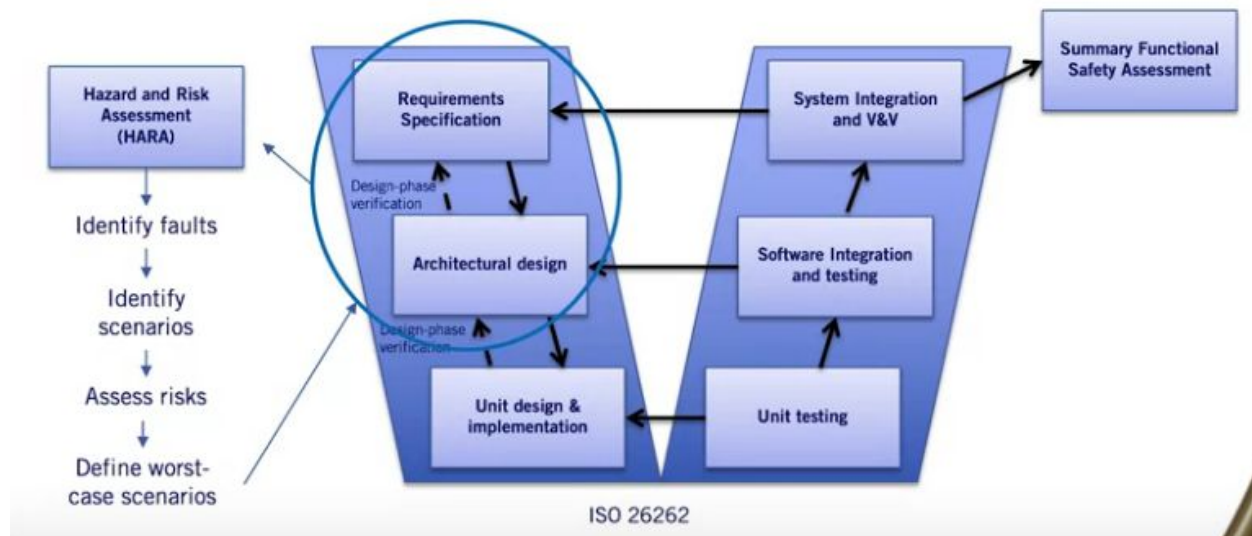 Hazard and Risk
Assessment
(HARA)
Identify faults
Identify
scenarios
Assess risks
Define worst-
case scenarios
Requirements
Specification
Design-phase
verification
Architectural design
Design-phase
verification
Unit design &
implementation
System Integration
and V&V
Software Integration
and testing
Unit testing
Summary Functional
Safety Assessment
ISO 26262